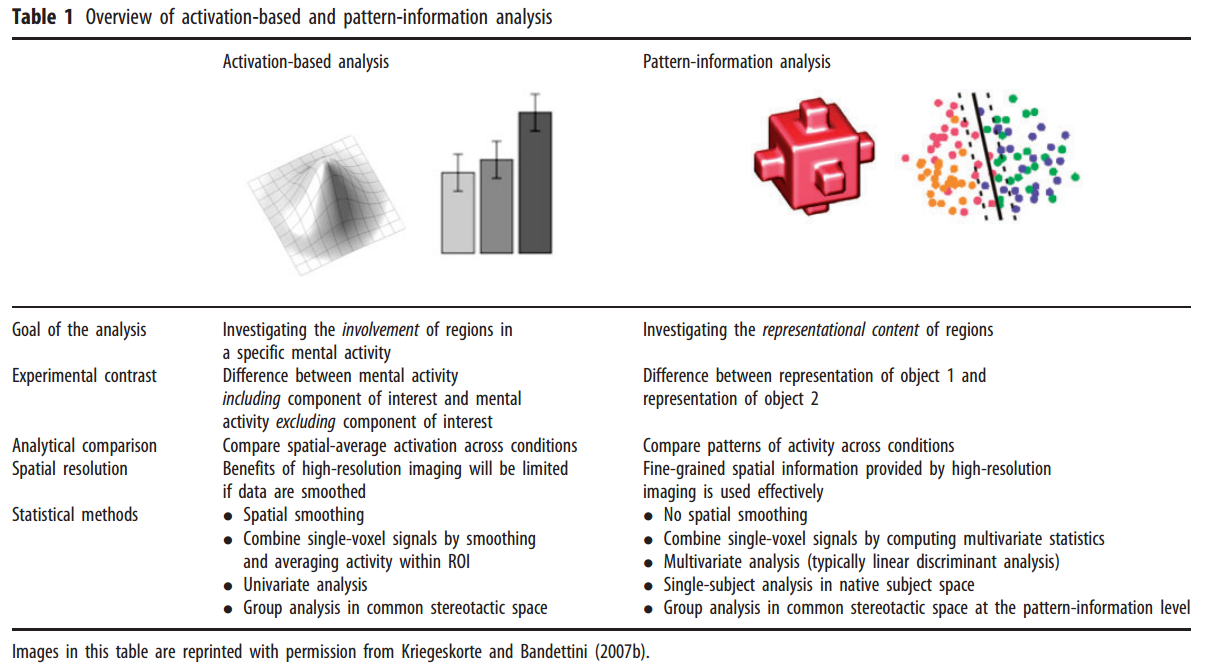 Table 1 Overview of activation-based and pattern-information analysis
Activation-based analysis
Pattern-information analysis
Goal of the analysis
Investigating the involvement of regions in
a specific mental activity
Investigating the representational content of regions
Experimental contrast
Difference between mental activity
including component of interest and mental
activity excluding component of interest
Difference between representation of object 1 and
representation of object 2
Analytical comparison
Compare spatial-average activation across conditions
Compare patterns of activity across conditions
Spatial resolution
Benefits of high-resolution imaging will be limited
if data are smoothed
Fine-grained spatial information provided by high-resolution
imaging is used effectively
Statistical methods
● Spatial smoothing
● Combine single-voxel signals by smoothing
and averaging activity within ROI
● Univariate analysis
● Group analysis in common stereotactic space
● No spatial smoothing
● Combine single-voxel signals by computing multivariate statistics
● Multivariate analysis (typically linear discriminant analysis)
● Single-subject analysis in native subject space
● Group analysis in common stereotactic space at the pattern-information level
Images in this table are reprinted with permission from Kriegeskorte and Bandettini (2007b).